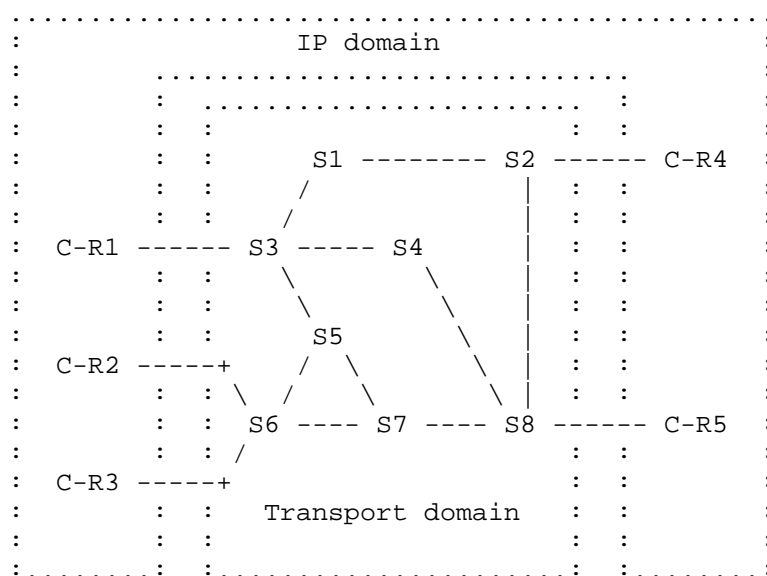 IP domain
S1 -------- S2 ------ C-R4
C-R1 ------ S3 ----- S4
S5
C-R2 -----+
S6 ---- S7 ---- S8 ------ C-R5
C-R3 -----+
Transport domain